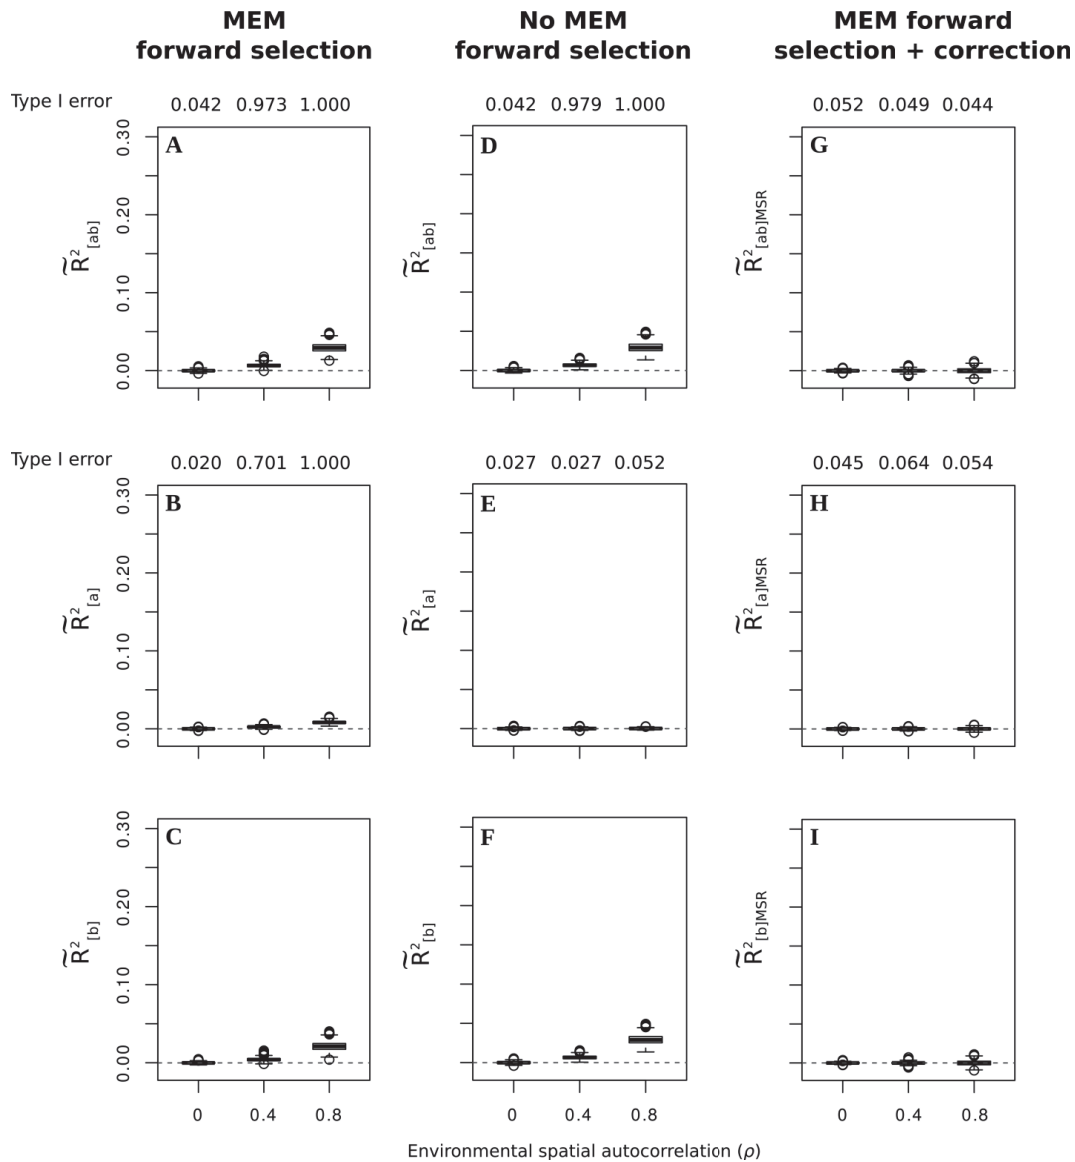 MEM
forward selection
No MEM
forward selection
MEM forward
selection + correction
Type I error 0.042 0.973 1.000 0.042 0.979 1.000 0.052 0.049 0.044
A D G
0.30
0.20
0.10
0.00
R̃²[ab] R̃²[ab] R̃²[ab]MSR
Type I error 0.020 0.701 1.000 0.027 0.027 0.052 0.045 0.064 0.054
B E H
0.30
0.20
0.10
0.00
R̃²[a] R̃²[a] R̃²[a]MSR
C F I
0.30
0.20
0.10
0.00
R̃²[b] R̃²[b] R̃²[b]MSR
0 0.4 0.8 0 0.4 0.8 0 0.4 0.8
Environmental spatial autocorrelation (ρ)